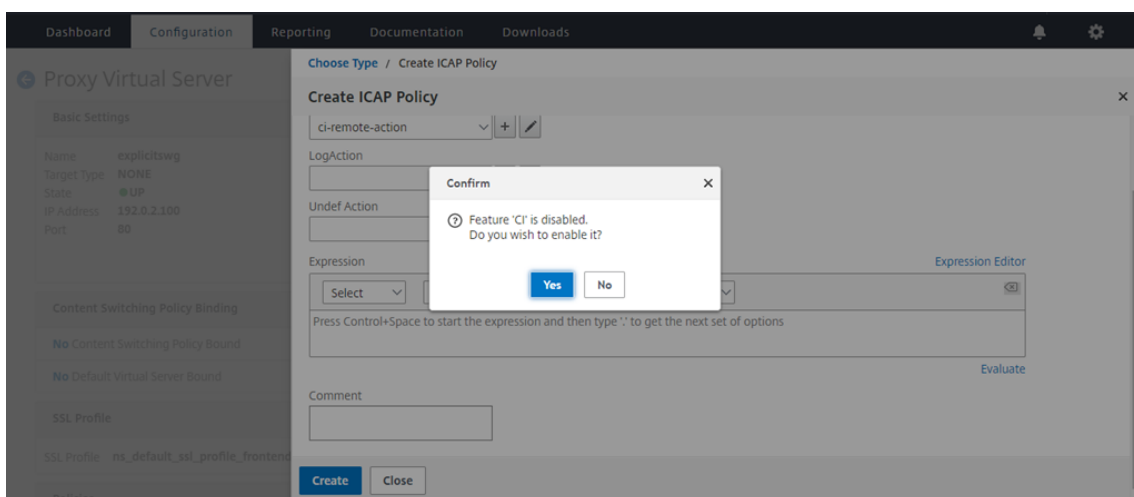 Dashboard Configuration Reporting Documentation Downloads
Proxy Virtual Server
Basic Settings
Name explicitswg
Target Type NONE
State UP
IP Address 192.0.2.100
Port 80
Content Switching Policy Binding
No Content Switching Policy Bound
No Default Virtual Server Bound
SSL Profile
SSL Profile ns_default_ssl_profile_frontend
Choose Type / Create ICAP Policy
Create ICAP Policy
ci-remote-action
LogAction
Undef Action
Expression
Expression Editor
Select
Press Control+Space to start the expression and then type '.' to get the next set of options
Evaluate
Comment
Create Close
Confirm
Feature 'CI' is disabled.
Do you wish to enable it?
Yes No